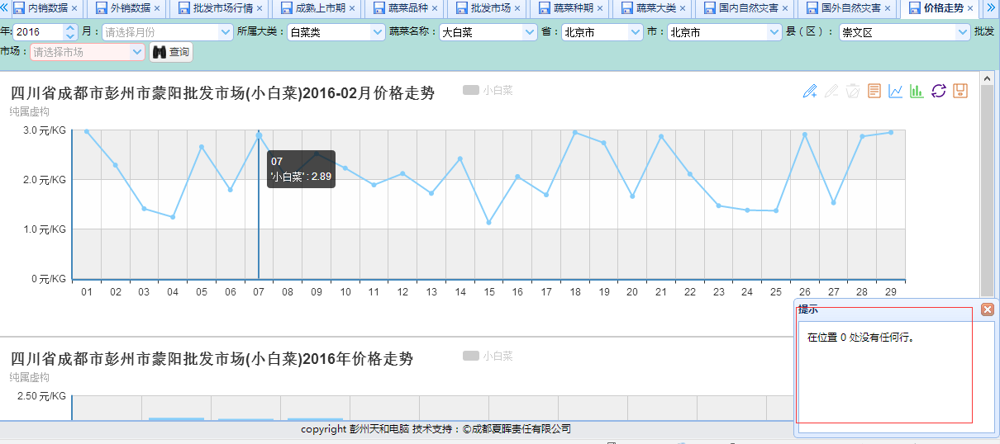 内销数据 外销数据 批发市场行情 成熟上市期 蔬菜品种 批发市场 蔬菜种期 蔬菜大类 国内自然灾害 国外自然灾害 价格走势
年: 2016 月： 请选择月份 所属大类： 白菜类 蔬菜名称： 大白菜 省： 北京市 市： 北京市 县（区）： 崇文区 批发
市场： 请选择市场 查询
四川省成都市彭州市蒙阳批发市场(小白菜)2016-02月价格走势
小白菜
纯属虚构
3.0 元/KG
2.0 元/KG
1.0 元/KG
0 元/KG
07
'小白菜' : 2.89
01 02 03 04 05 06 07 08 09 10 11 12 13 14 15 16 17 18 19 20 21 22 23 24 25 26 27 28 29
提示
在位置 0 处没有任何行。
四川省成都市彭州市蒙阳批发市场(小白菜)2016年价格走势
小白菜
纯属虚构
2.50 元/KG
copyright 彭州天和电脑 技术支持：©成都夏晖责任有限公司